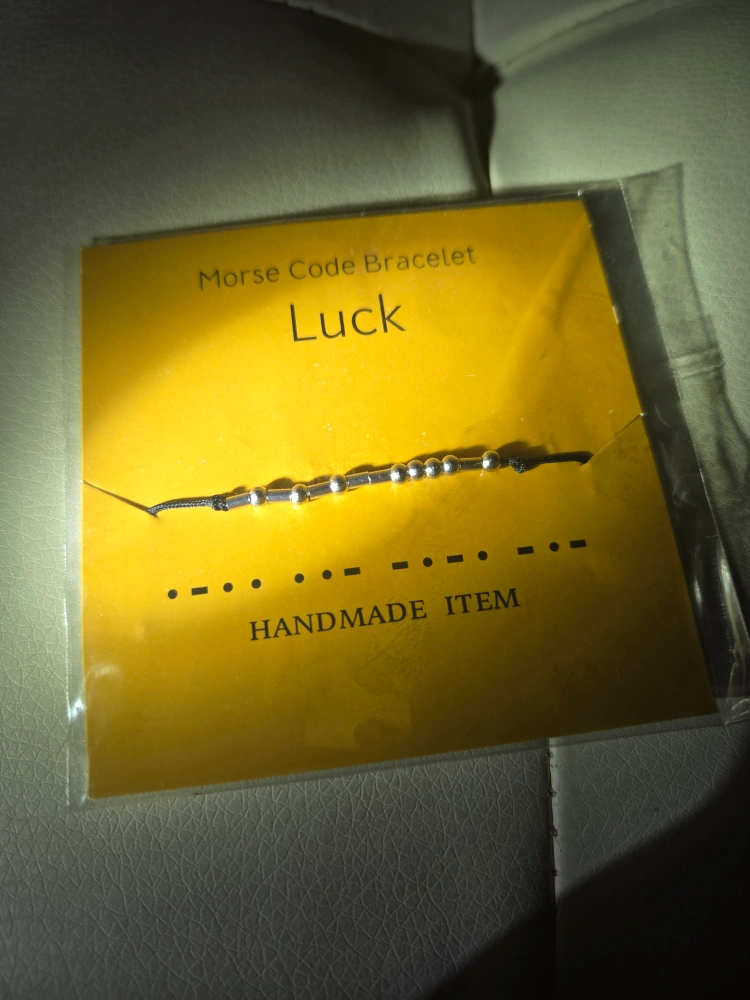 Morse Code Bracelet
Luck
•–•• ••– –•–• –•–
HANDMADE ITEM